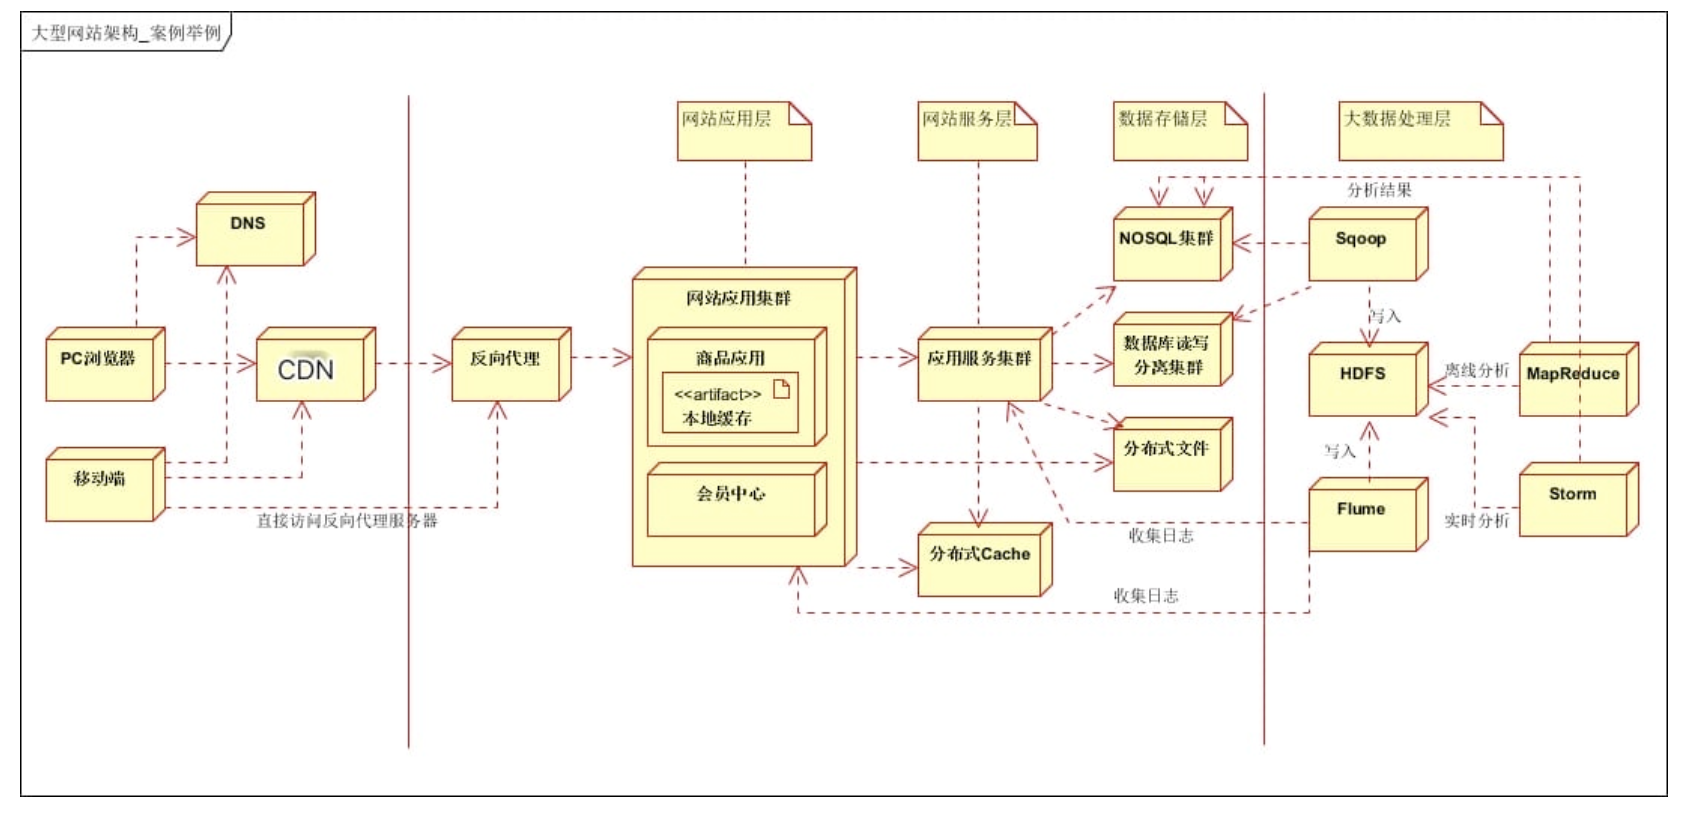 大型网站架构_案例举例
网站应用层
网站服务层
数据存储层
大数据处理层
分析结果
DNS
NOSQL集群
Sqoop
网站应用集群
写入
PC浏览器
CDN
反向代理
商品应用
应用服务集群
数据库读写
分离集群
HDFS
离线分析
MapReduce
<<artifact>>
本地缓存
移动端
会员中心
分布式文件
写入
Flume
Storm
直接访问反向代理服务器
实时分析
收集日志
分布式Cache
收集日志